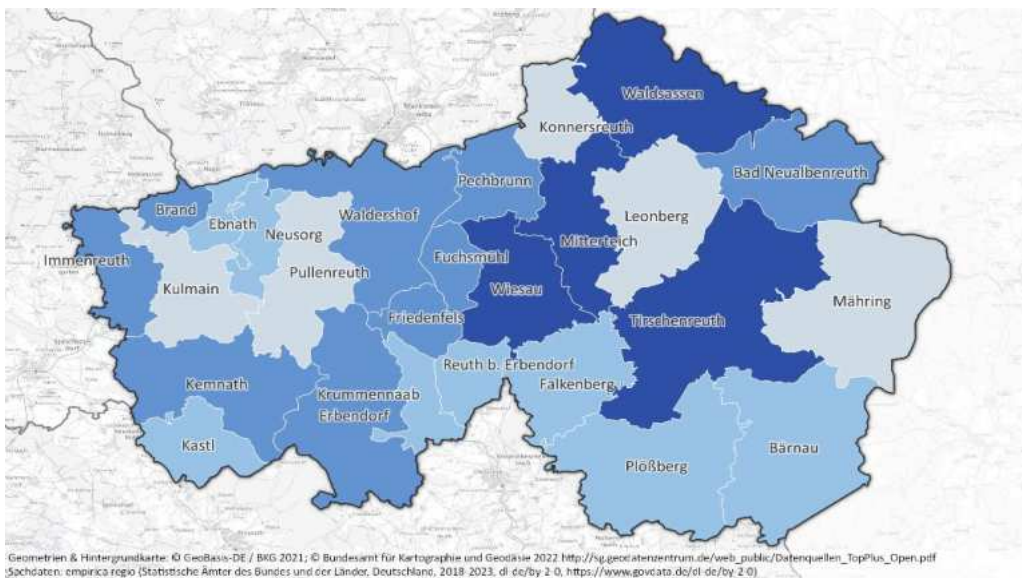 Waldsassen
Konnersreuth
Pechbrunn
Bad Neualbenreuth
Brand
Ebnath
Waldershof
Leonberg
Neusorg
Mitterteich
Immenreuth
Fuchsmühl
Pullenreuth
Kulmain
Wiesau
Mähring
Friedenfels
Tirschenreuth
Reuth b. Erbendorf
Kemnath
Falkenberg
Krummennaab
Erbendorf
Kastl
Bärnau
Plößberg
Geometrien & Hintergrundkarte: © GeoBasis-DE / BKG 2021; © Bundesamt für Kartographie und Geodäsie 2022 http://sg.geodatenzentrum.de/web_public/Datenquellen_TopPlus_Open.pdf
Sachdaten: empirica regio (Statistische Ämter des Bundes und der Länder, Deutschland, 2018-2023, dl-de/by-2-0, https://www.govdata.de/dl-de/by-2-0)